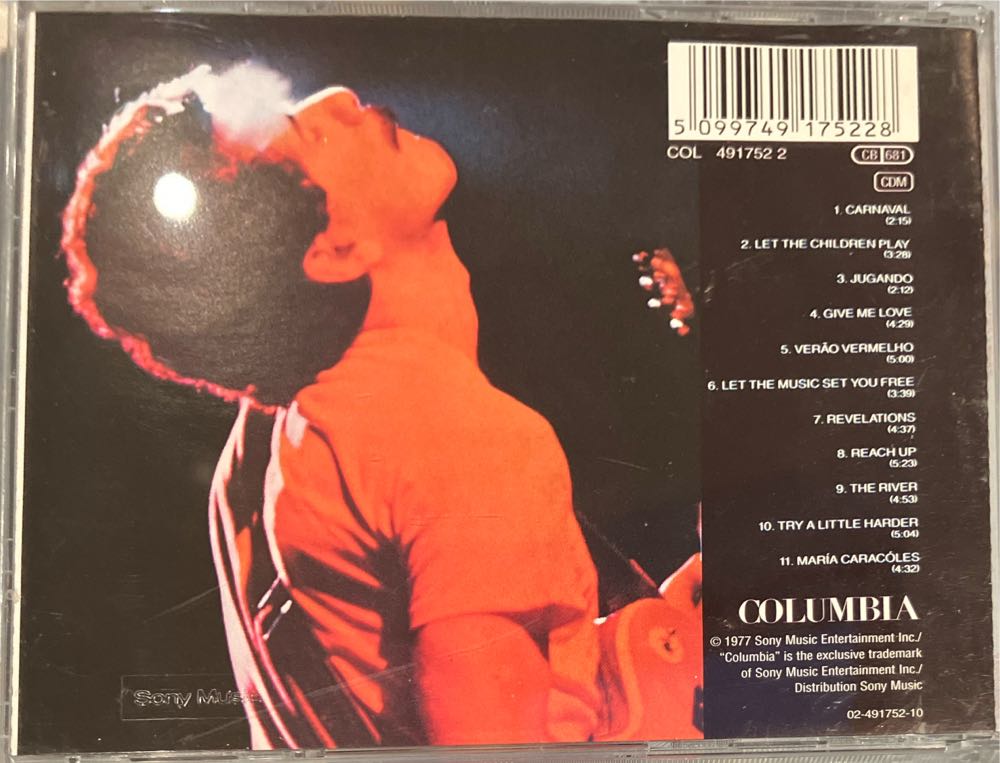 5 099749 175228
COL 491752 2
CB 681
CDM
1. CARNAVAL
(2:15)
2. LET THE CHILDREN PLAY
(3:28)
3. JUGANDO
(2:12)
4. GIVE ME LOVE
(4:29)
5. VERÃO VERMELHO
(5:00)
6. LET THE MUSIC SET YOU FREE
(3:39)
7. REVELATIONS
(4:37)
8. REACH UP
(5:23)
9. THE RIVER
(4:53)
10. TRY A LITTLE HARDER
(5:04)
11. MARÍA CARACÓLES
(4:32)
COLUMBIA
© 1977 Sony Music Entertainment Inc./
“Columbia” is the exclusive trademark
of Sony Music Entertainment Inc./
Distribution Sony Music
02-491752-10
Sony Music